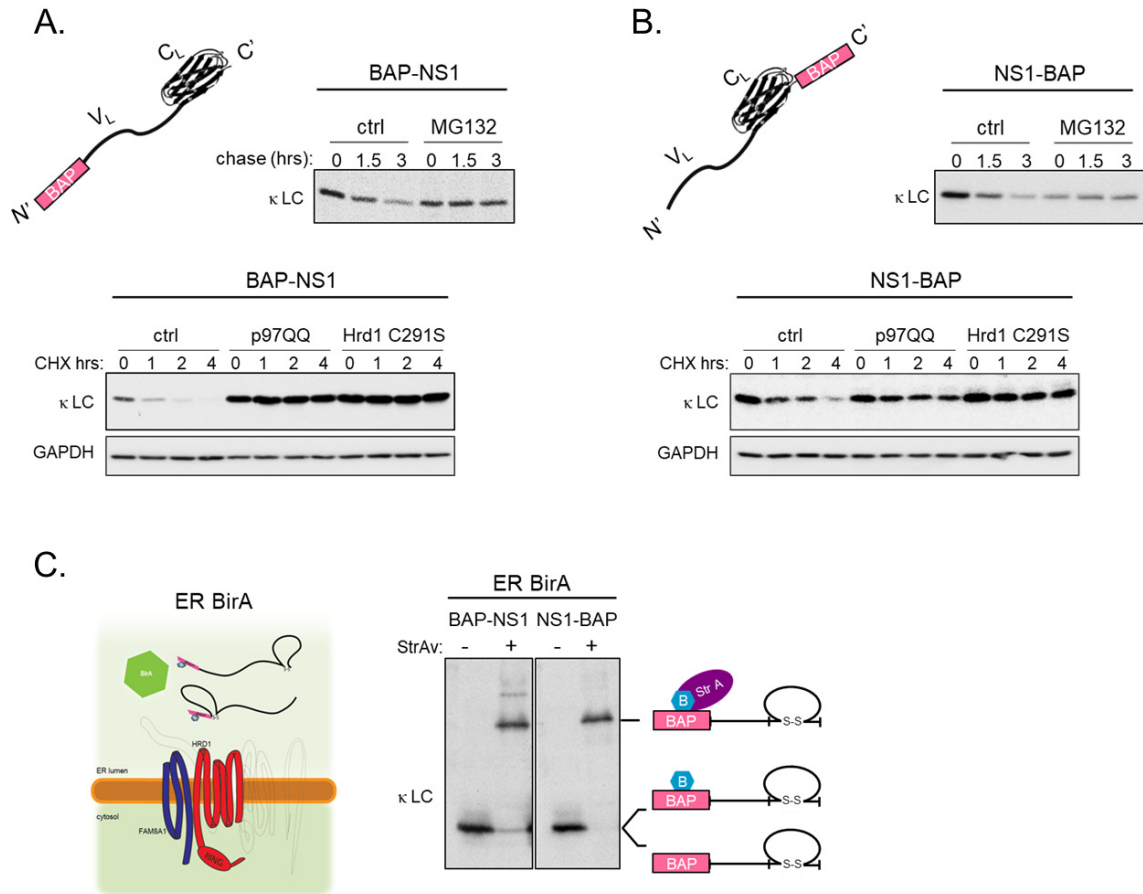 A.
C_L C'
V_L
BAP
N'
BAP-NS1
ctrl MG132
chase (hrs): 0 1.5 3 0 1.5 3
κ LC
BAP-NS1
ctrl p97QQ Hrd1 C291S
CHX hrs: 0 1 2 4 0 1 2 4 0 1 2 4
κ LC
GAPDH
B.
C'
BAP
C_L
V_L
N'
NS1-BAP
ctrl MG132
0 1.5 3 0 1.5 3
κ LC
NS1-BAP
ctrl p97QQ Hrd1 C291S
CHX hrs: 0 1 2 4 0 1 2 4 0 1 2 4
κ LC
GAPDH
C.
ER BirA
BirA
HRD1
ER lumen
cytosol
FAM8A1
RING
ER BirA
BAP-NS1 NS1-BAP
StrAv: - + - +
κ LC
B Str A
BAP S-S
B
BAP S-S
BAP S-S